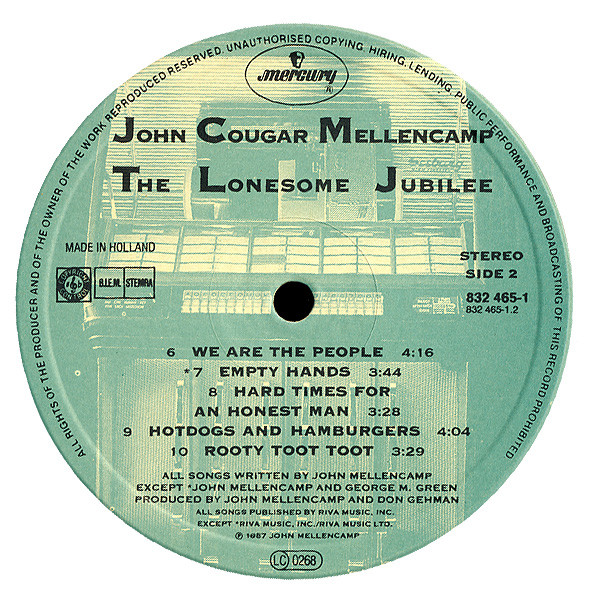 ALL RIGHTS OF THE PRODUCER AND OF THE OWNER OF THE WORK REPRODUCED RESERVED. UNAUTHORISED COPYING, HIRING, LENDING, PUBLIC PERFORMANCE AND BROADCASTING OF THIS RECORD PROHIBITED
mercury
®
JOHN COUGAR MELLENCAMP
THE LONESOME JUBILEE
MADE IN HOLLAND
B.I.E.M. STEMRA
STEREO
SIDE 2
832 465-1
832 465-1.2
6 WE ARE THE PEOPLE 4:16
*7 EMPTY HANDS 3:44
8 HARD TIMES FOR
AN HONEST MAN 3:28
9 HOTDOGS AND HAMBURGERS 4:04
10 ROOTY TOOT TOOT 3:29
ALL SONGS WRITTEN BY JOHN MELLENCAMP
EXCEPT *JOHN MELLENCAMP AND GEORGE M. GREEN
PRODUCED BY JOHN MELLENCAMP AND DON GEHMAN
ALL SONGS PUBLISHED BY RIVA MUSIC, INC.
EXCEPT *RIVA MUSIC, INC./RIVA MUSIC LTD.
℗ 1987 JOHN MELLENCAMP
LC 0268